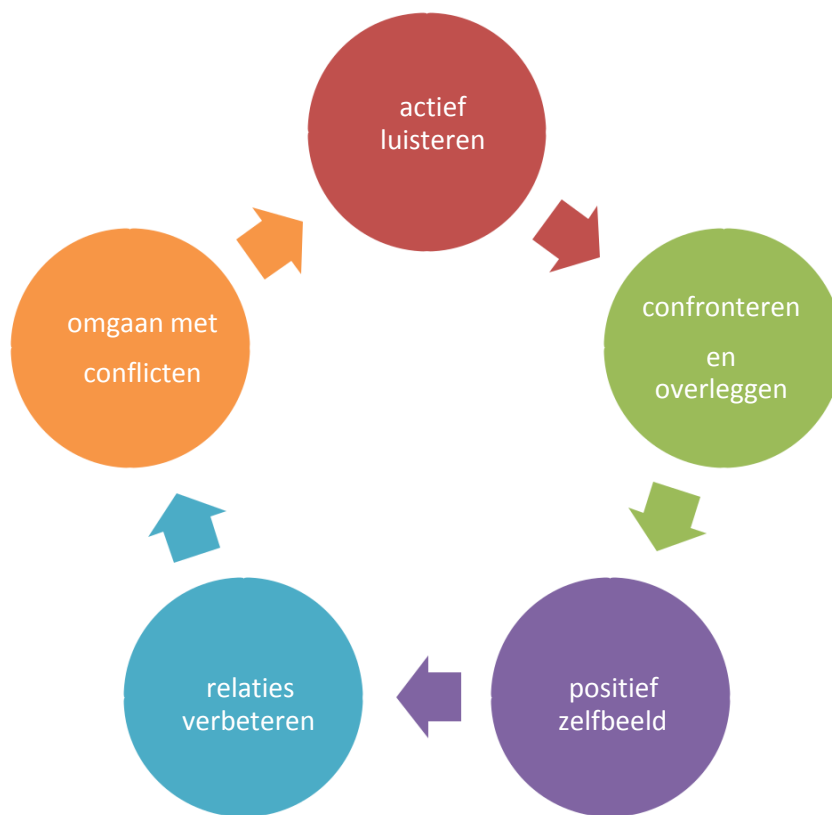 actief
luisteren
confronteren
en
overleggen
positief
zelfbeeld
relaties
verbeteren
omgaan met
conflicten